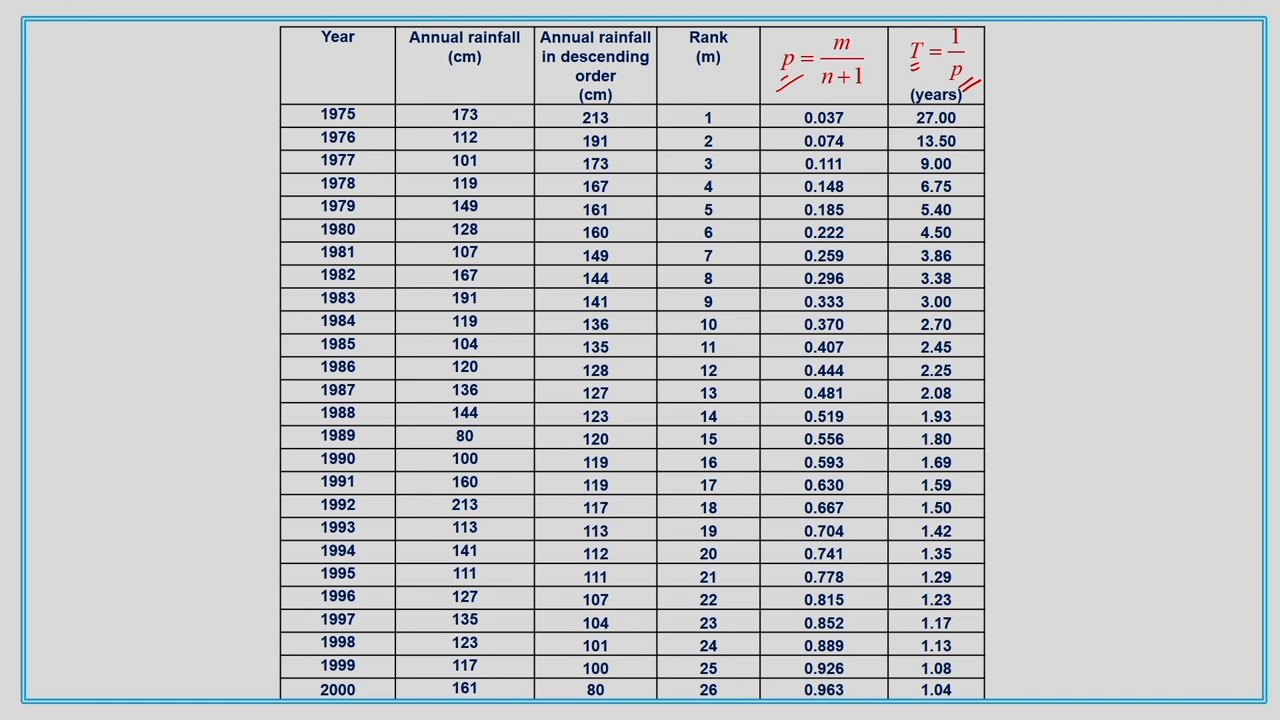 Year Annual rainfall (cm) Annual rainfall in descending order (cm) Rank (m) p = m/(n+1) T = 1/p (years)
1975 173 213 1 0.037 27.00
1976 112 191 2 0.074 13.50
1977 101 173 3 0.111 9.00
1978 119 167 4 0.148 6.75
1979 149 161 5 0.185 5.40
1980 128 160 6 0.222 4.50
1981 107 149 7 0.259 3.86
1982 167 144 8 0.296 3.38
1983 191 141 9 0.333 3.00
1984 119 136 10 0.370 2.70
1985 104 135 11 0.407 2.45
1986 120 128 12 0.444 2.25
1987 136 127 13 0.481 2.08
1988 144 123 14 0.519 1.93
1989 80 120 15 0.556 1.80
1990 100 119 16 0.593 1.69
1991 160 119 17 0.630 1.59
1992 213 117 18 0.667 1.50
1993 113 113 19 0.704 1.42
1994 141 112 20 0.741 1.35
1995 111 111 21 0.778 1.29
1996 127 107 22 0.815 1.23
1997 135 104 23 0.852 1.17
1998 123 101 24 0.889 1.13
1999 117 100 25 0.926 1.08
2000 161 80 26 0.963 1.04